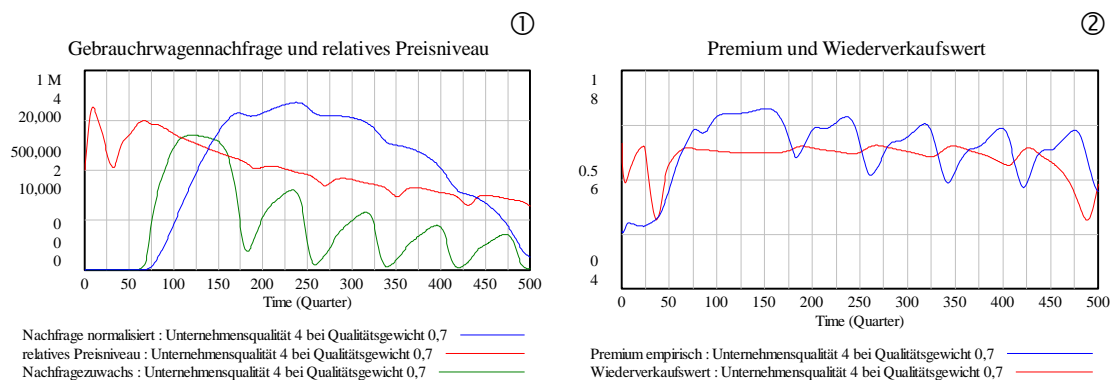 ①
Gebrauchrwagennachfrage und relatives Preisniveau
1 M
4
20,000
500,000
2
10,000
0
0
0
0 50 100 150 200 250 300 350 400 450 500
Time (Quarter)
Nachfrage normalisiert : Unternehmensqualität 4 bei Qualitätsgewicht 0,7
relatives Preisniveau : Unternehmensqualität 4 bei Qualitätsgewicht 0,7
Nachfragezuwachs : Unternehmensqualität 4 bei Qualitätsgewicht 0,7
②
Premium und Wiederverkaufswert
1
8
0.5
6
0
4
0 50 100 150 200 250 300 350 400 450 500
Time (Quarter)
Premium empirisch : Unternehmensqualität 4 bei Qualitätsgewicht 0,7
Wiederverkaufswert : Unternehmensqualität 4 bei Qualitätsgewicht 0,7